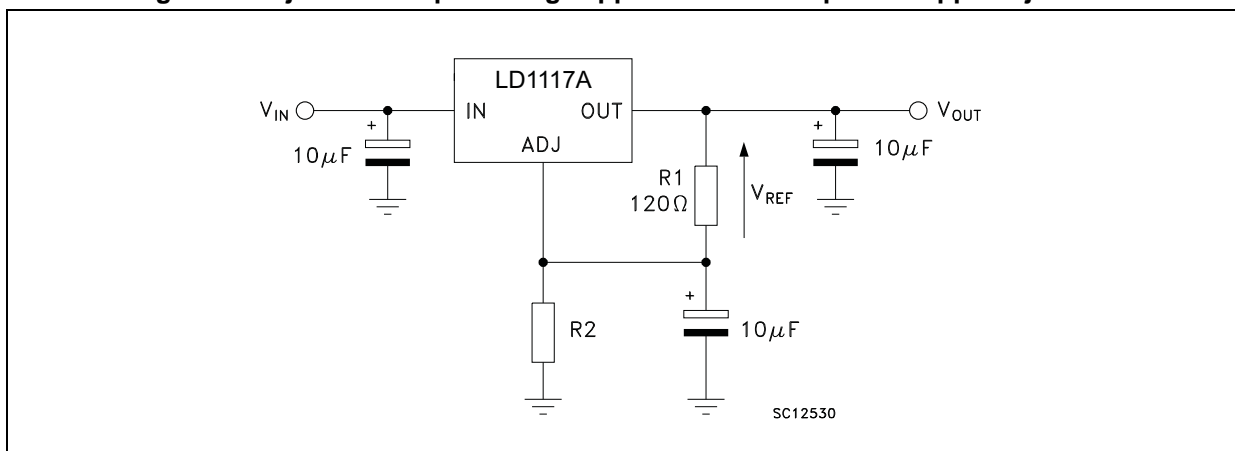 LD1117A
V_IN
IN
OUT
V_OUT
+
10µF
ADJ
+
10µF
R1
120Ω
V_REF
R2
+
10µF
SC12530